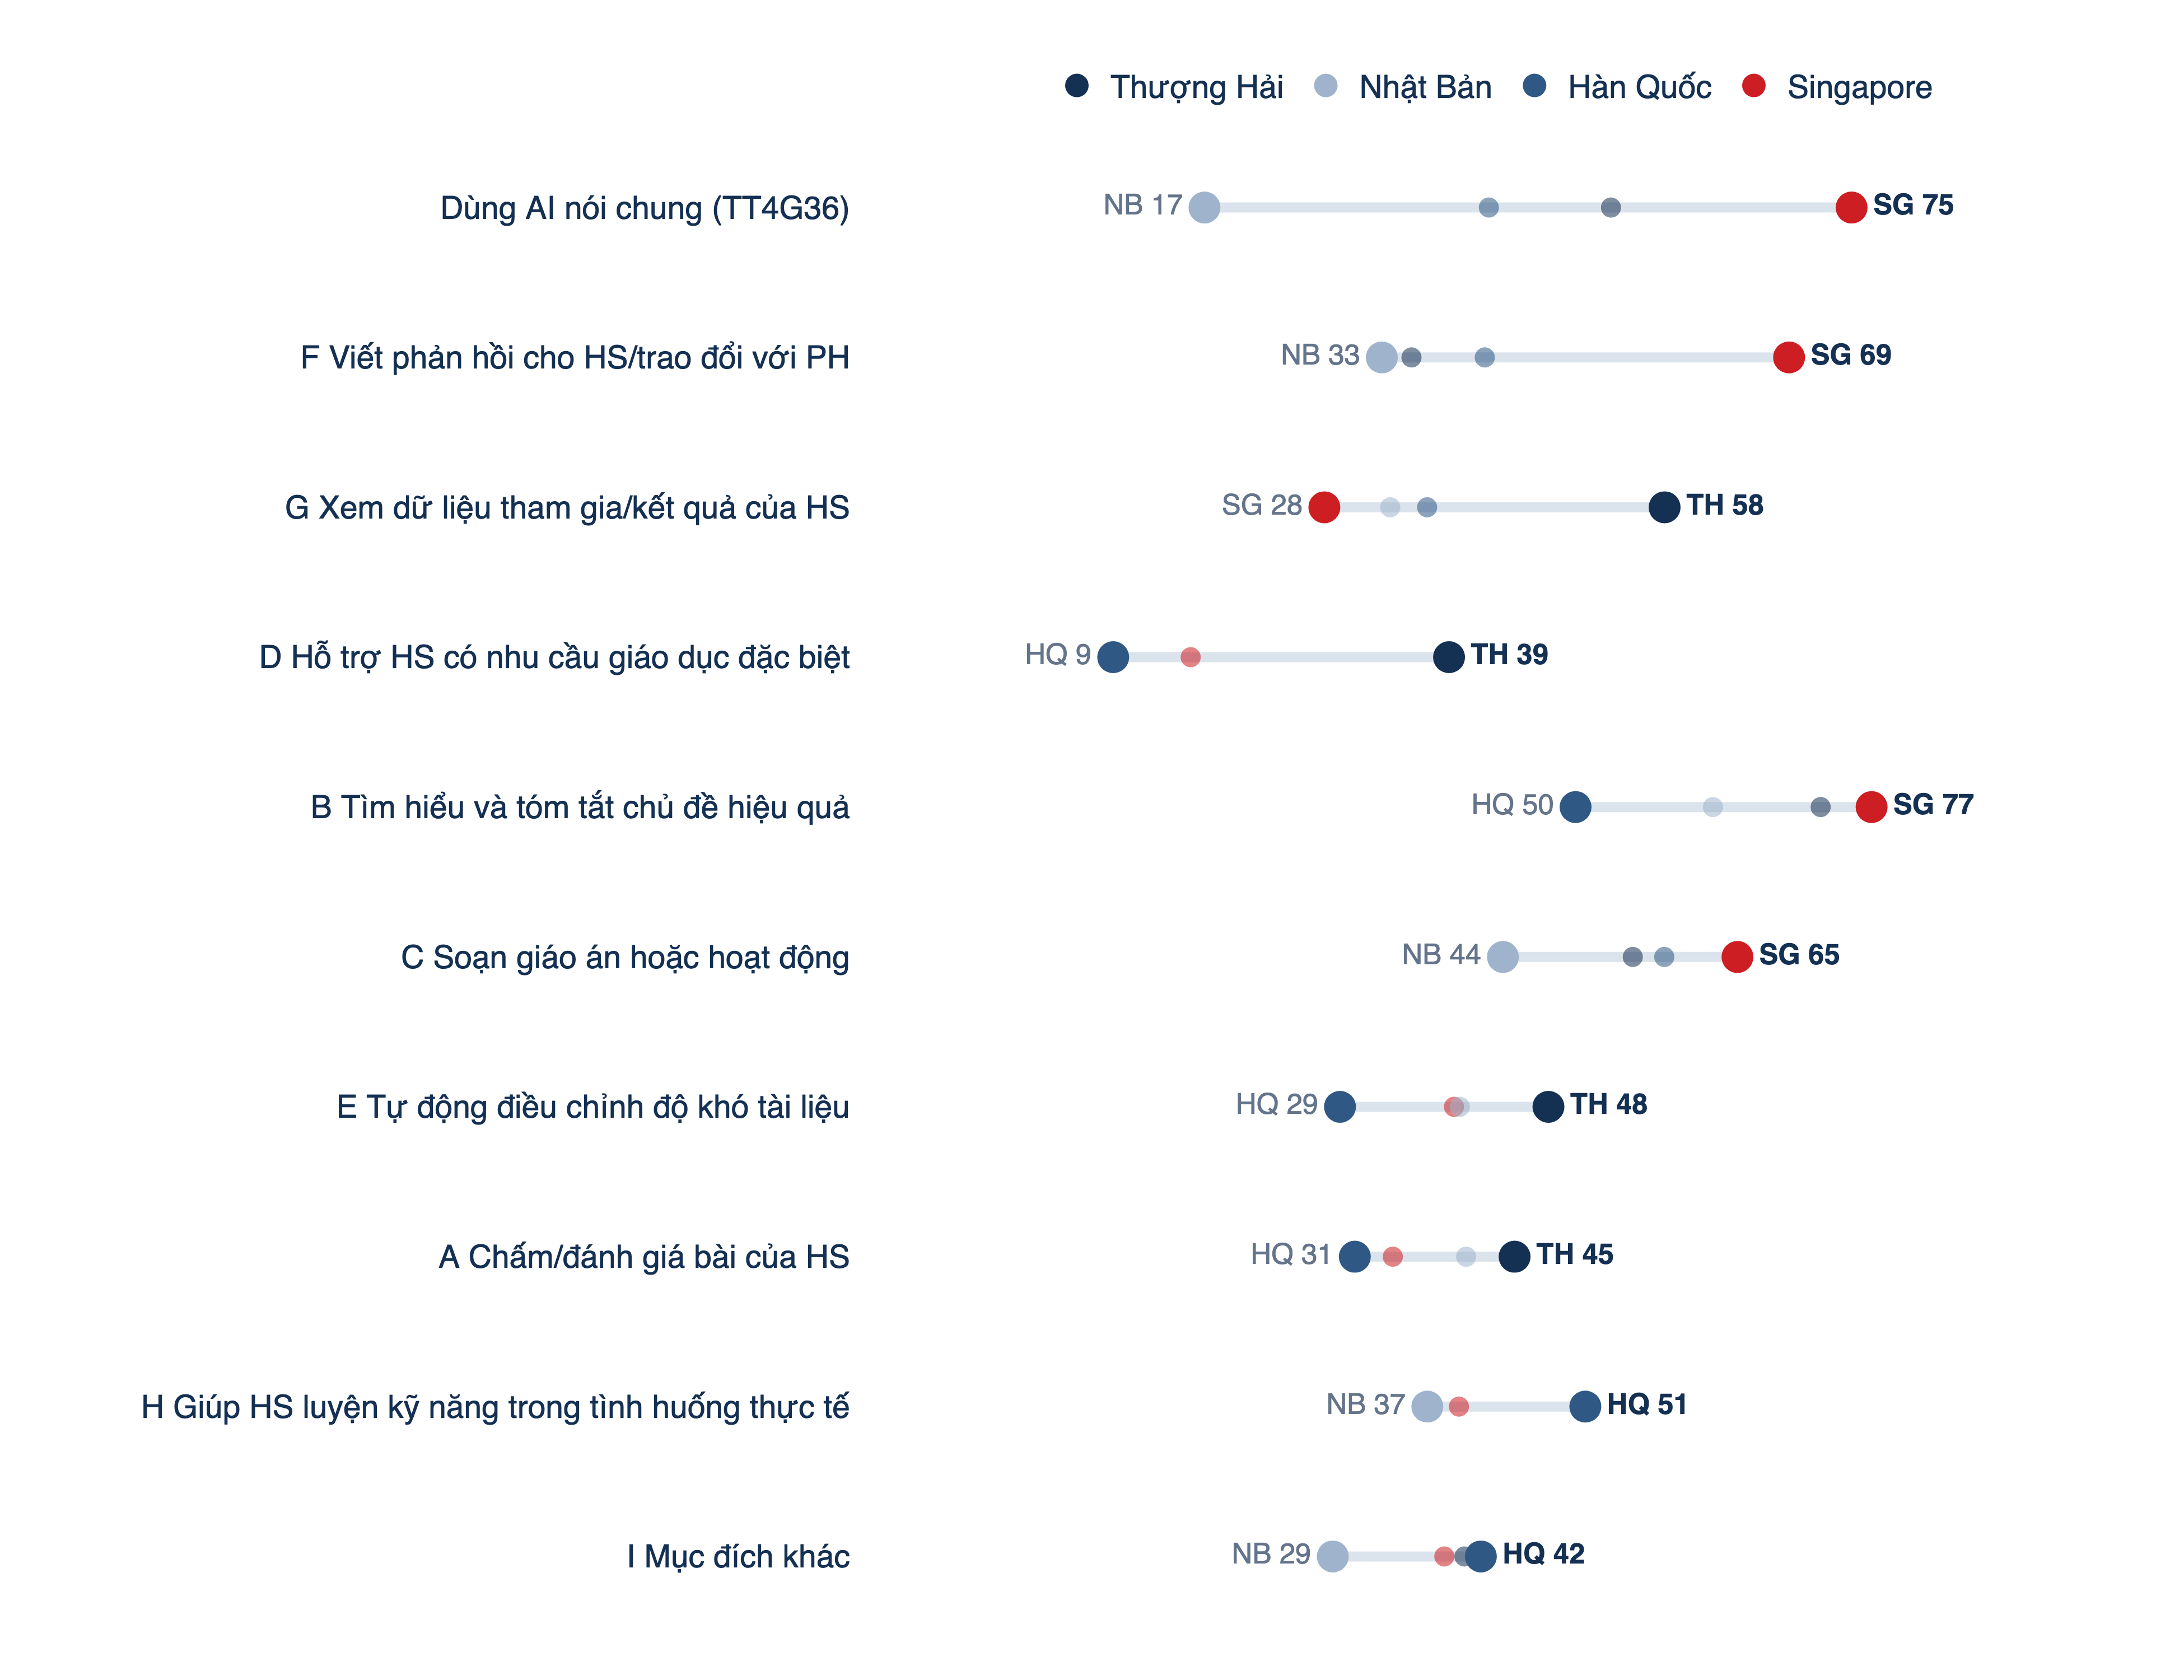 Thượng Hải Nhật Bản Hàn Quốc Singapore
Dùng AI nói chung (TT4G36) NB 17 SG 75
F Viết phản hồi cho HS/trao đổi với PH NB 33 SG 69
G Xem dữ liệu tham gia/kết quả của HS SG 28 TH 58
D Hỗ trợ HS có nhu cầu giáo dục đặc biệt HQ 9 TH 39
B Tìm hiểu và tóm tắt chủ đề hiệu quả HQ 50 SG 77
C Soạn giáo án hoặc hoạt động NB 44 SG 65
E Tự động điều chỉnh độ khó tài liệu HQ 29 TH 48
A Chấm/đánh giá bài của HS HQ 31 TH 45
H Giúp HS luyện kỹ năng trong tình huống thực tế NB 37 HQ 51
I Mục đích khác NB 29 HQ 42